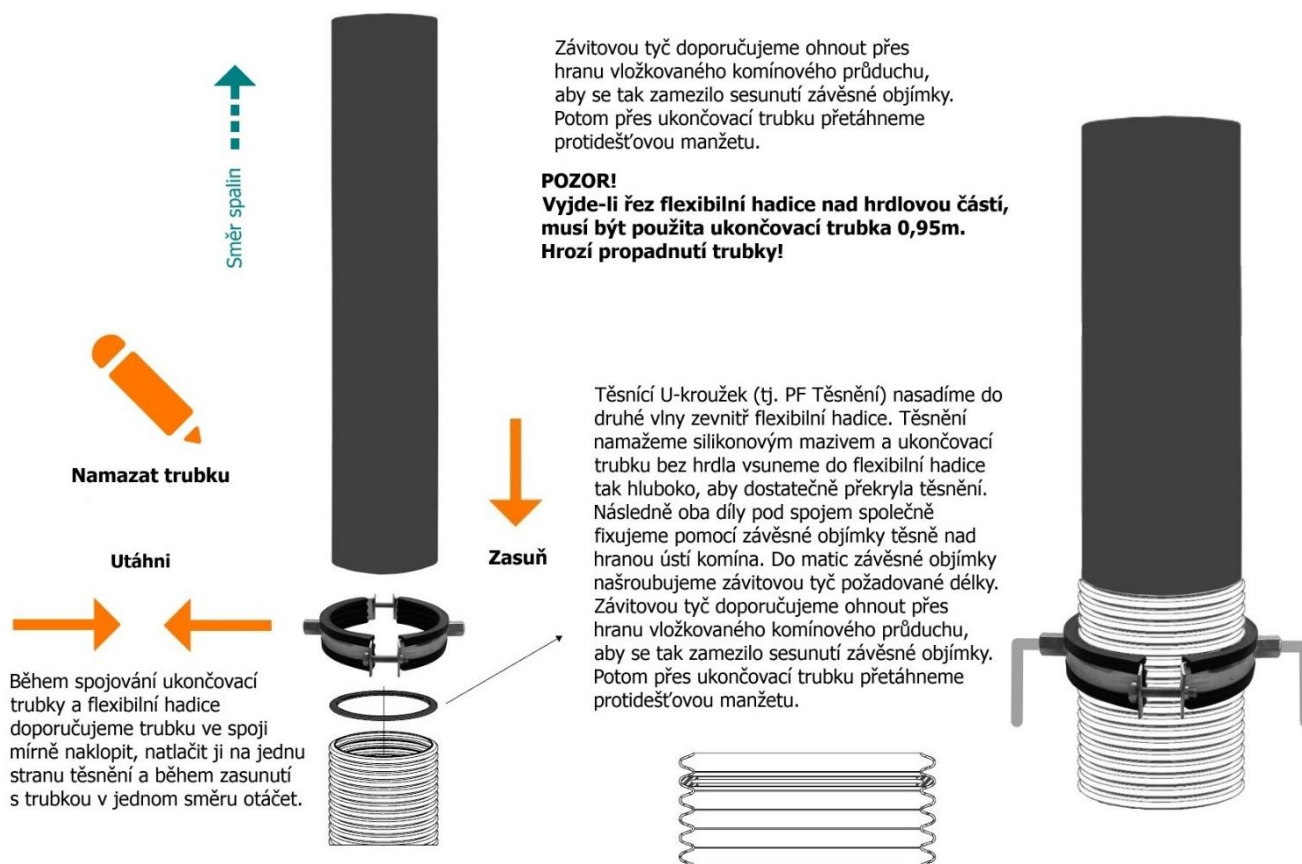 Závitovou tyč doporučujeme ohnout přes
hranu vložkovaného komínového průduchu,
aby se tak zamezilo sesunutí závěsné objímky.
Potom přes ukončovací trubku přetáhneme
protidešťovou manžetu.
POZOR!
Vyjde-li řez flexibilní hadice nad hrdlovou částí,
musí být použita ukončovací trubka 0,95m.
Hrozí propadnutí trubky!
Směr spalin
Namazat trubku
Zasuň
Utáhni
Těsnící U-kroužek (tj. PF Těsnění) nasadíme do
druhé vlny zevnitř flexibilní hadice. Těsnění
namažeme silikonovým mazivem a ukončovací
trubku bez hrdla vsuneme do flexibilní hadice
tak hluboko, aby dostatečně překryla těsnění.
Následně oba díly pod spojem společně
fixujeme pomocí závěsné objímky těsně nad
hranou ústí komína. Do matic závěsné objímky
našroubujeme závitovou tyč požadované délky.
Závitovou tyč doporučujeme ohnout přes
hranu vložkovaného komínového průduchu,
aby se tak zamezilo sesunutí závěsné objímky.
Potom přes ukončovací trubku přetáhneme
protidešťovou manžetu.
Během spojování ukončovací
trubky a flexibilní hadice
doporučujeme trubku ve spoji
mírně naklopit, natlačit ji na jednu
stranu těsnění a během zasunutí
s trubkou v jednom směru otáčet.